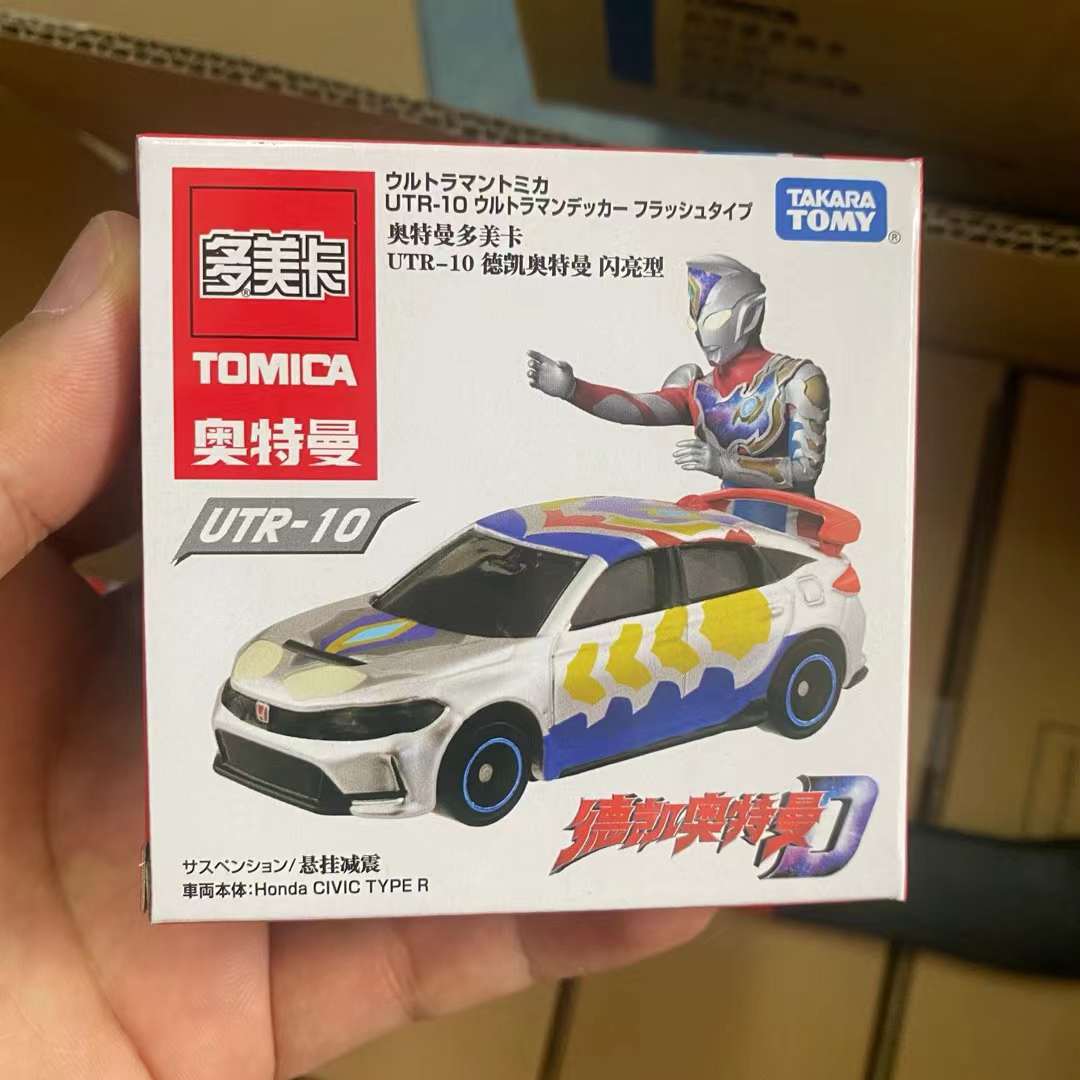 多美卡®
TOMICA
奥特曼
ウルトラマントミカ
UTR-10 ウルトラマンデッカー フラッシュタイプ
奥特曼多美卡
UTR-10 德凯奥特曼 闪亮型
TAKARA
TOMY®
UTR-10
德凯奥特曼D
サスペンション/悬挂减震
車両本体:Honda CIVIC TYPE R